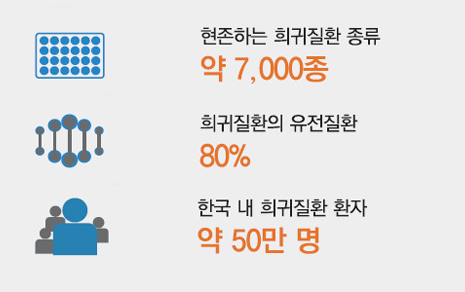 현존하는 희귀질환 종류
약 7,000종
희귀질환의 유전질환
80%
한국 내 희귀질환 환자
약 50만 명